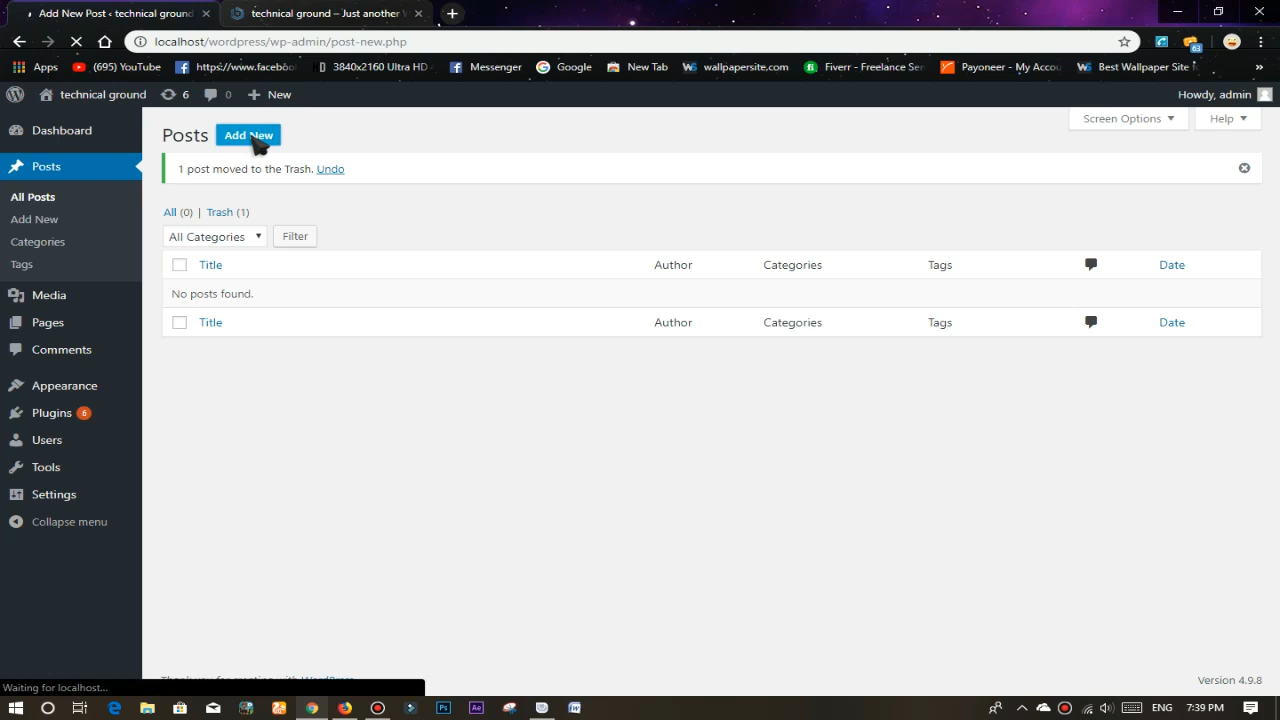 Add New Post ‹ technical ground
technical ground – Just another
localhost/wordpress/wp-admin/post-new.php
Apps
(695) YouTube
https://www.facebo
3840x2160 Ultra HD
Messenger
Google
New Tab
wallpapersite.com
Fiverr - Freelance Ser
Payoneer - My Accou
Best Wallpaper Site
»
63
technical ground
6
0
New
Howdy, admin
Dashboard
Posts
All Posts
Add New
Categories
Tags
Media
Pages
Comments
Appearance
Plugins 6
Users
Tools
Settings
Collapse menu
Screen Options
Help
Posts
Add New
1 post moved to the Trash. Undo
All (0) | Trash (1)
All Categories
Filter
Title Author Categories Tags Date
No posts found.
Title Author Categories Tags Date
Version 4.9.8
Waiting for localhost...
Ps
Ae
ENG
7:39 PM